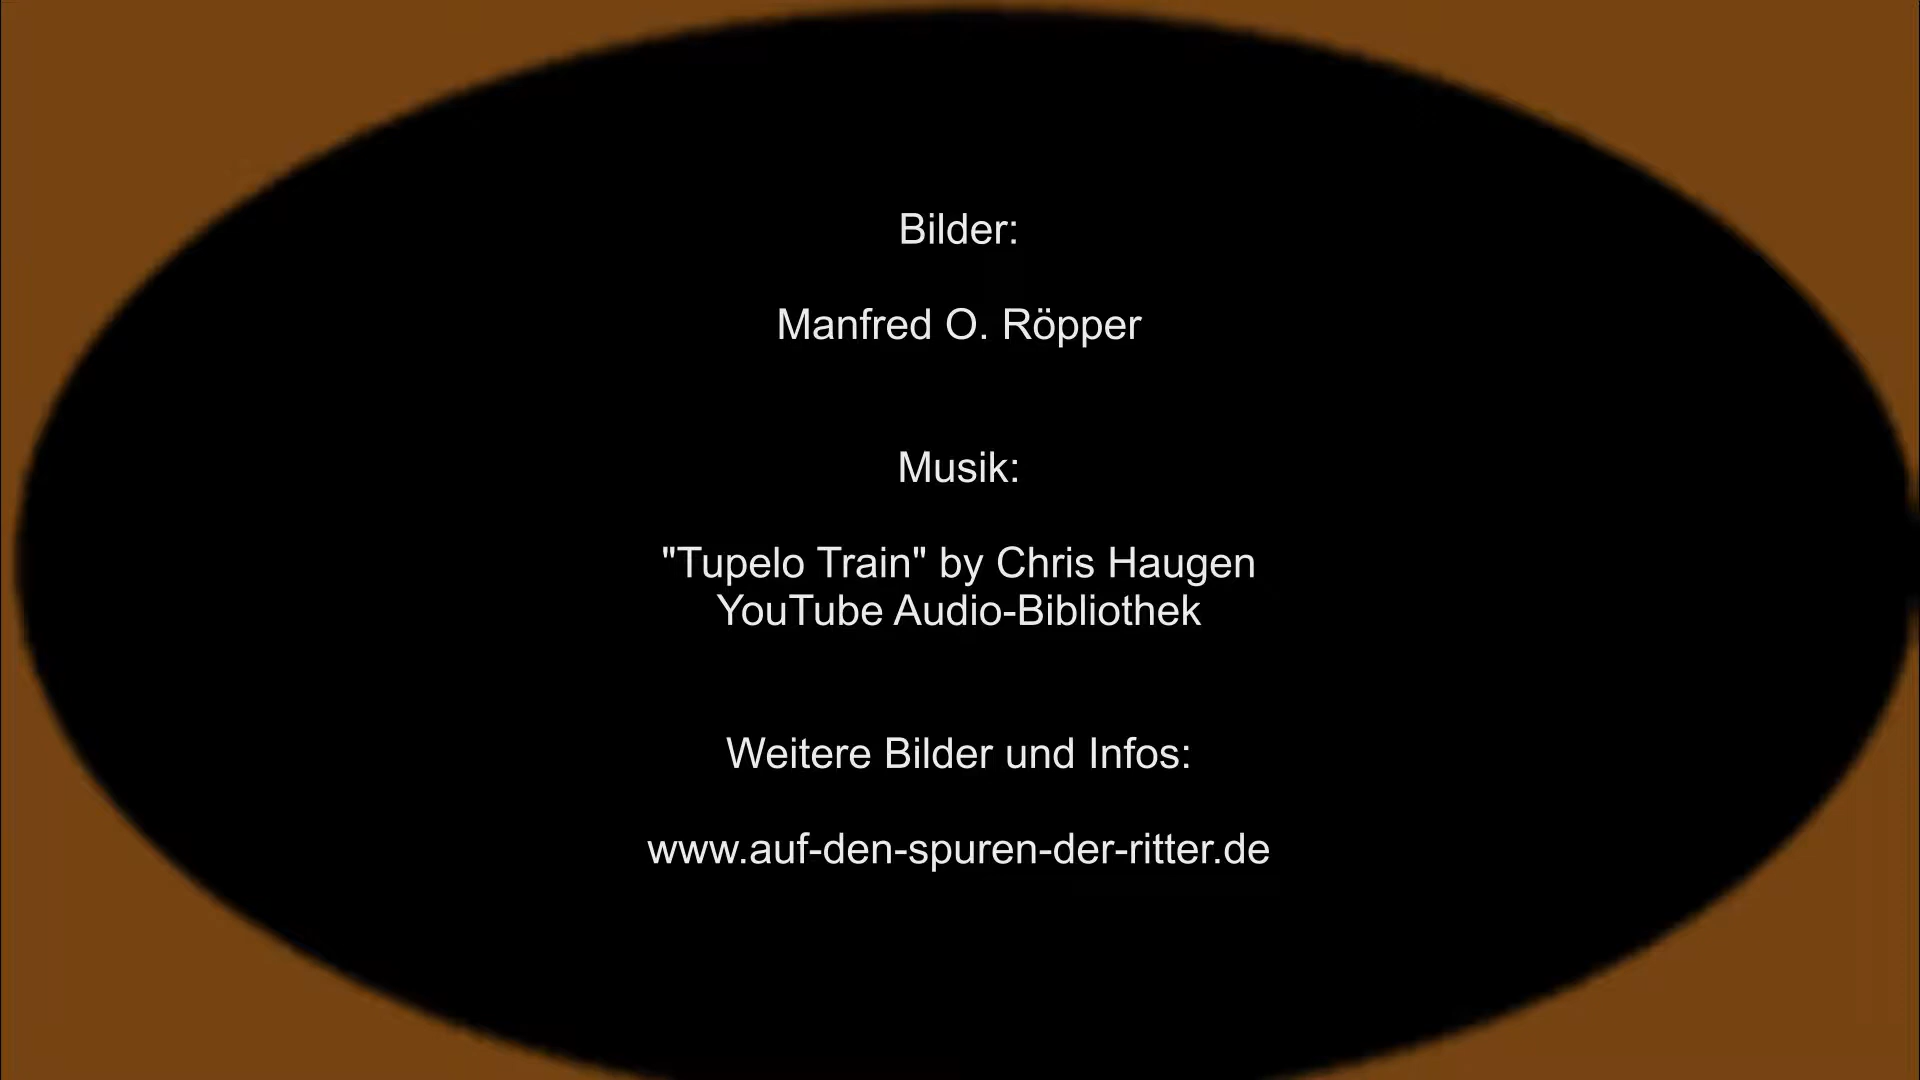 Bilder:
Manfred O. Röpper
Musik:
"Tupelo Train" by Chris Haugen
YouTube Audio-Bibliothek
Weitere Bilder und Infos:
www.auf-den-spuren-der-ritter.de